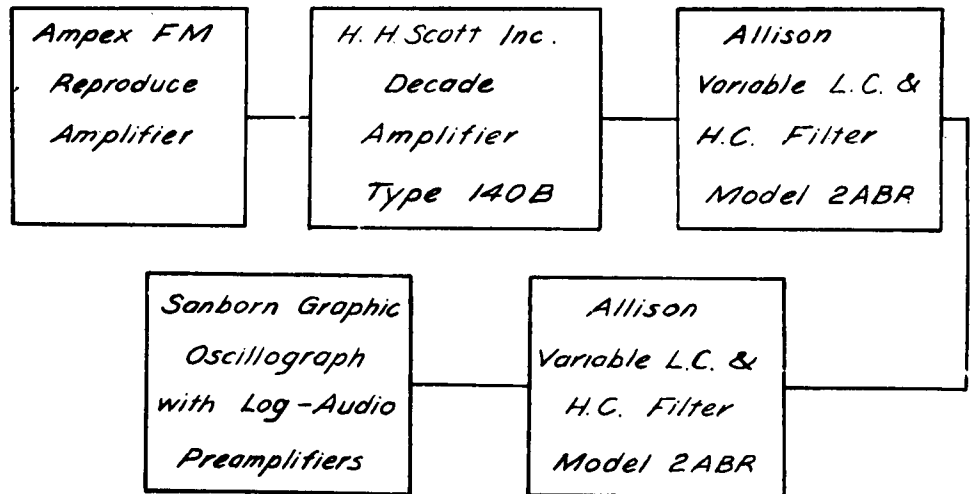 Ampex FM
Reproduce
Amplifier
H. H. Scott Inc.
Decade
Amplifier
Type 140B
Allison
Variable L.C. &
H.C. Filter
Model 2ABR
Sanborn Graphic
Oscillograph
with Log-Audio
Preamplifiers
Allison
Variable L.C. &
H.C. Filter
Model 2ABR